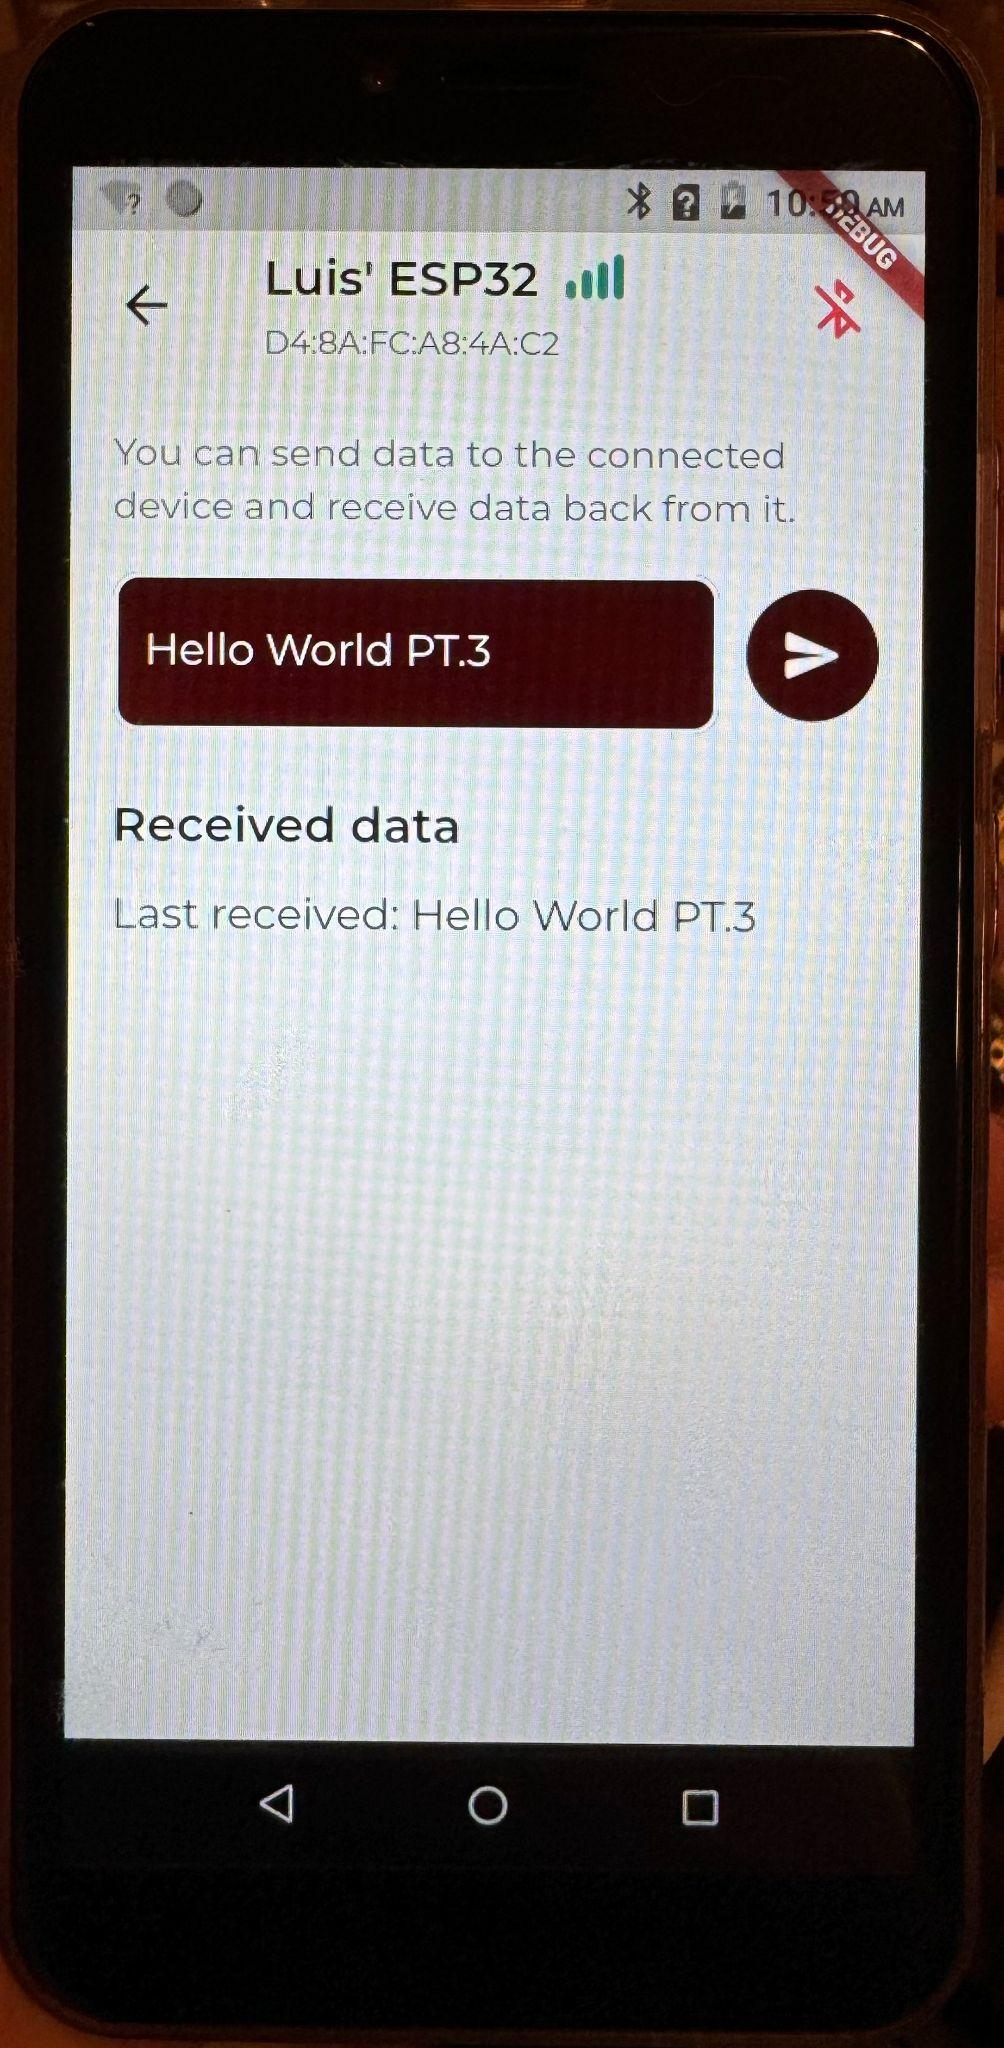 10:59 AM
DEBUG
Luis' ESP32
D4:8A:FC:A8:4A:C2
You can send data to the connected
device and receive data back from it.
Hello World PT.3
Received data
Last received: Hello World PT.3